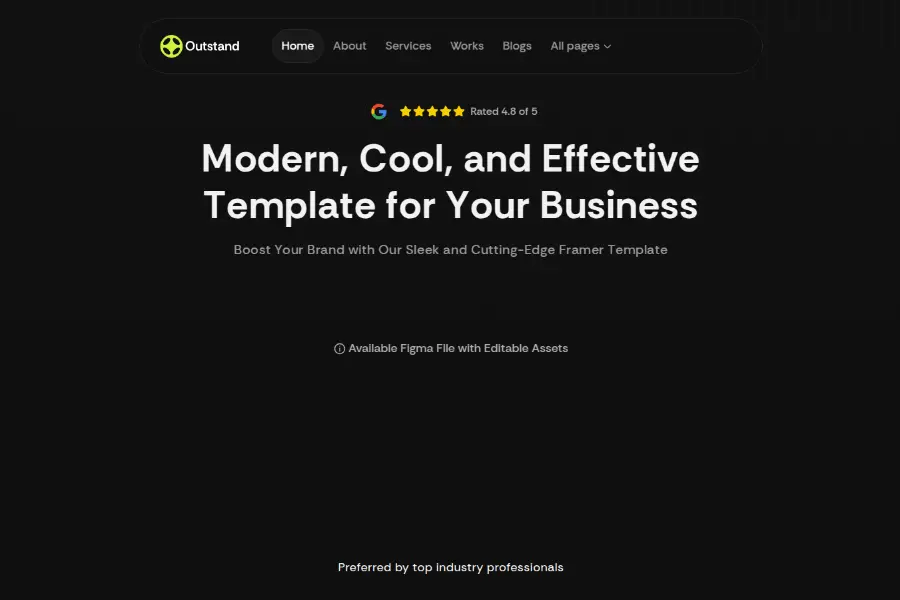 Outstand
Home About Services Works Blogs All pages
Rated 4.8 of 5
Modern, Cool, and Effective
Template for Your Business
Boost Your Brand with Our Sleek and Cutting-Edge Framer Template
Available Figma File with Editable Assets
Preferred by top industry professionals